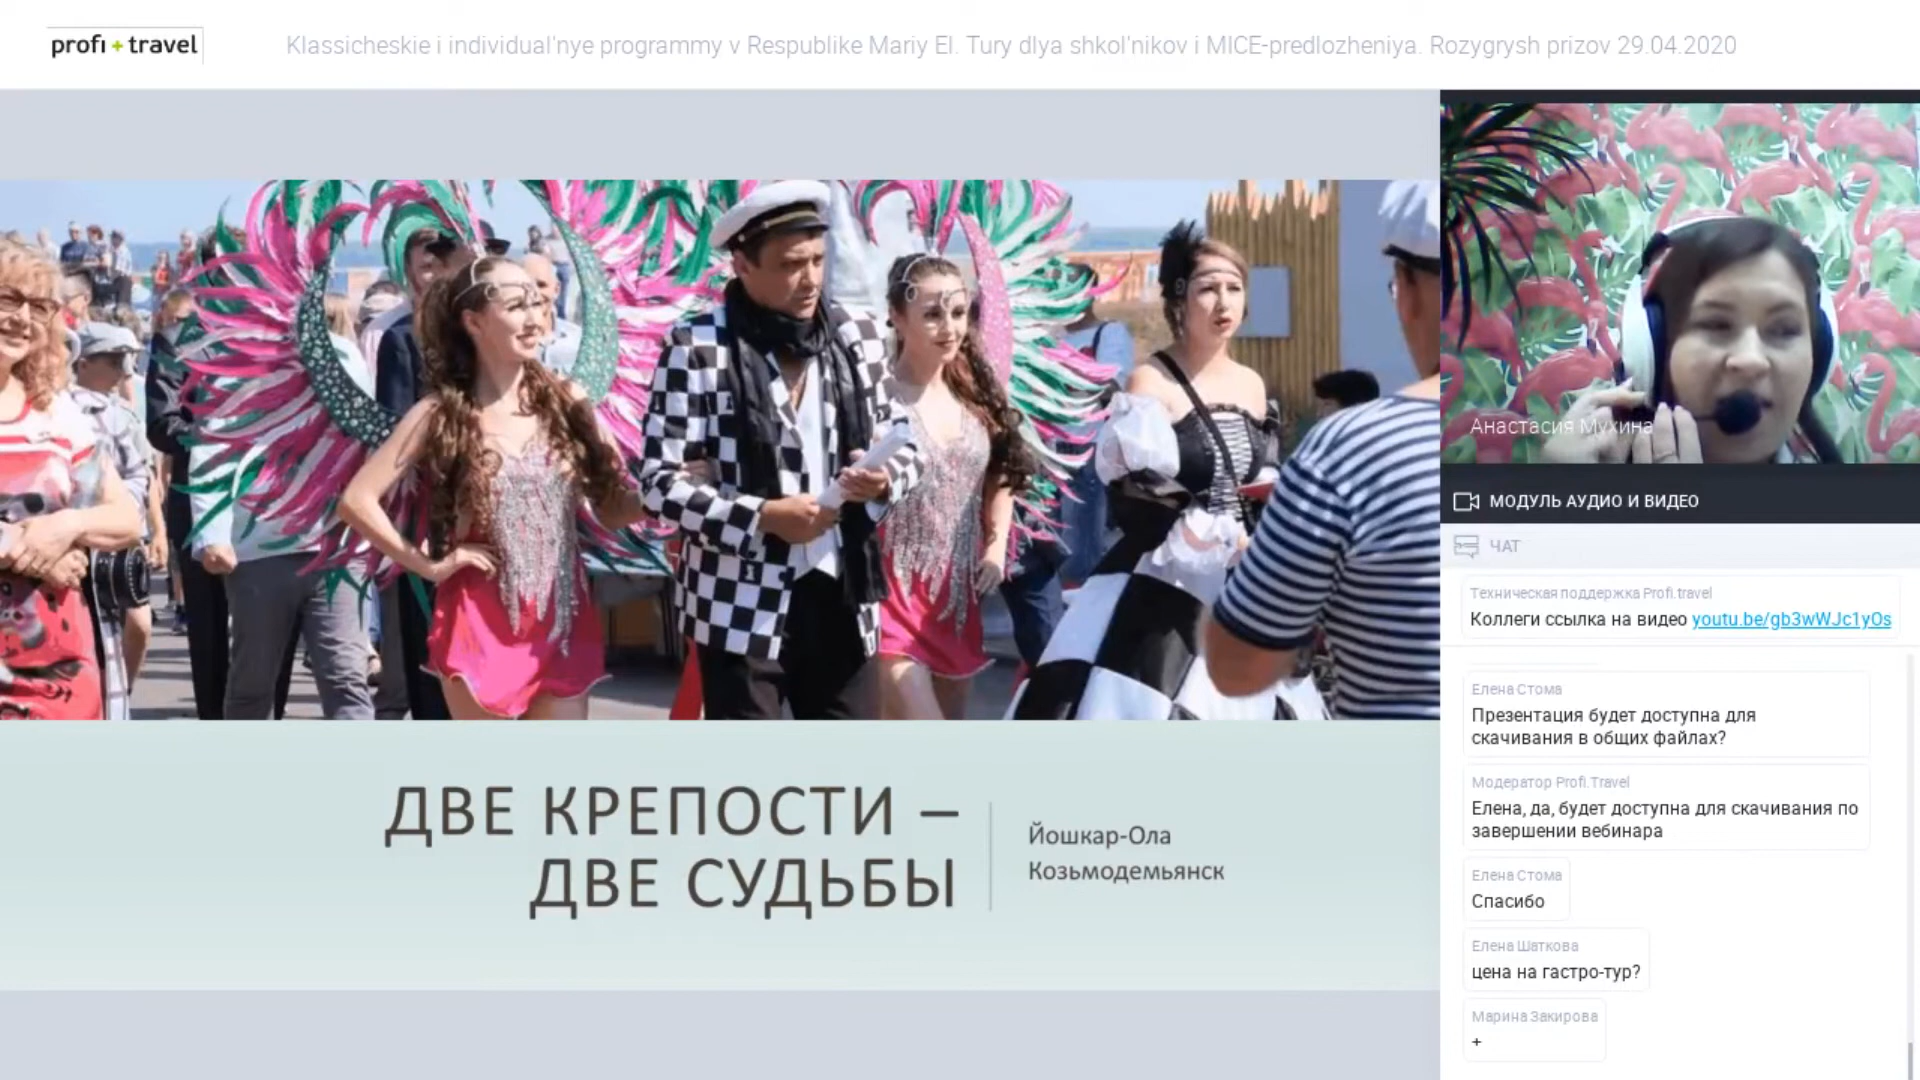 profi + travel
Klassicheskie i individual'nye programmy v Respublike Mariy El. Tury dlya shkol'nikov i MICE-predlozheniya. Rozygrysh prizov 29.04.2020
ДВЕ КРЕПОСТИ –
ДВЕ СУДЬБЫ
Йошкар-Ола
Козьмодемьянск
Анастасия Мухина
МОДУЛЬ АУДИО И ВИДЕО
ЧАТ
Техническая поддержка Profi.travel
Коллеги ссылка на видео youtu.be/gb3wWJc1yOs
Елена Стома
Презентация будет доступна для
скачивания в общих файлах?
Модератор Profi.Travel
Елена, да, будет доступна для скачивания по
завершении вебинара
Елена Стома
Спасибо
Елена Шаткова
цена на гастро-тур?
Марина Закирова
+